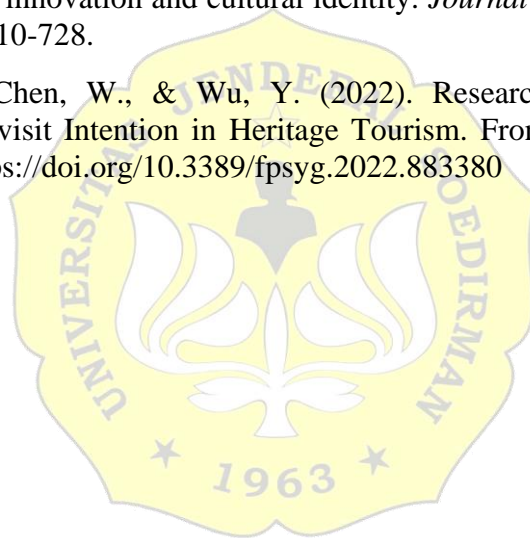 innovation and cultural identity. Journal
10-728.
Chen, W., & Wu, Y. (2022). Researc
visit Intention in Heritage Tourism. Fron
ps://doi.org/10.3389/fpsyg.2022.883380
UNIVERSITAS JENDERAL SOEDIRMAN
1963